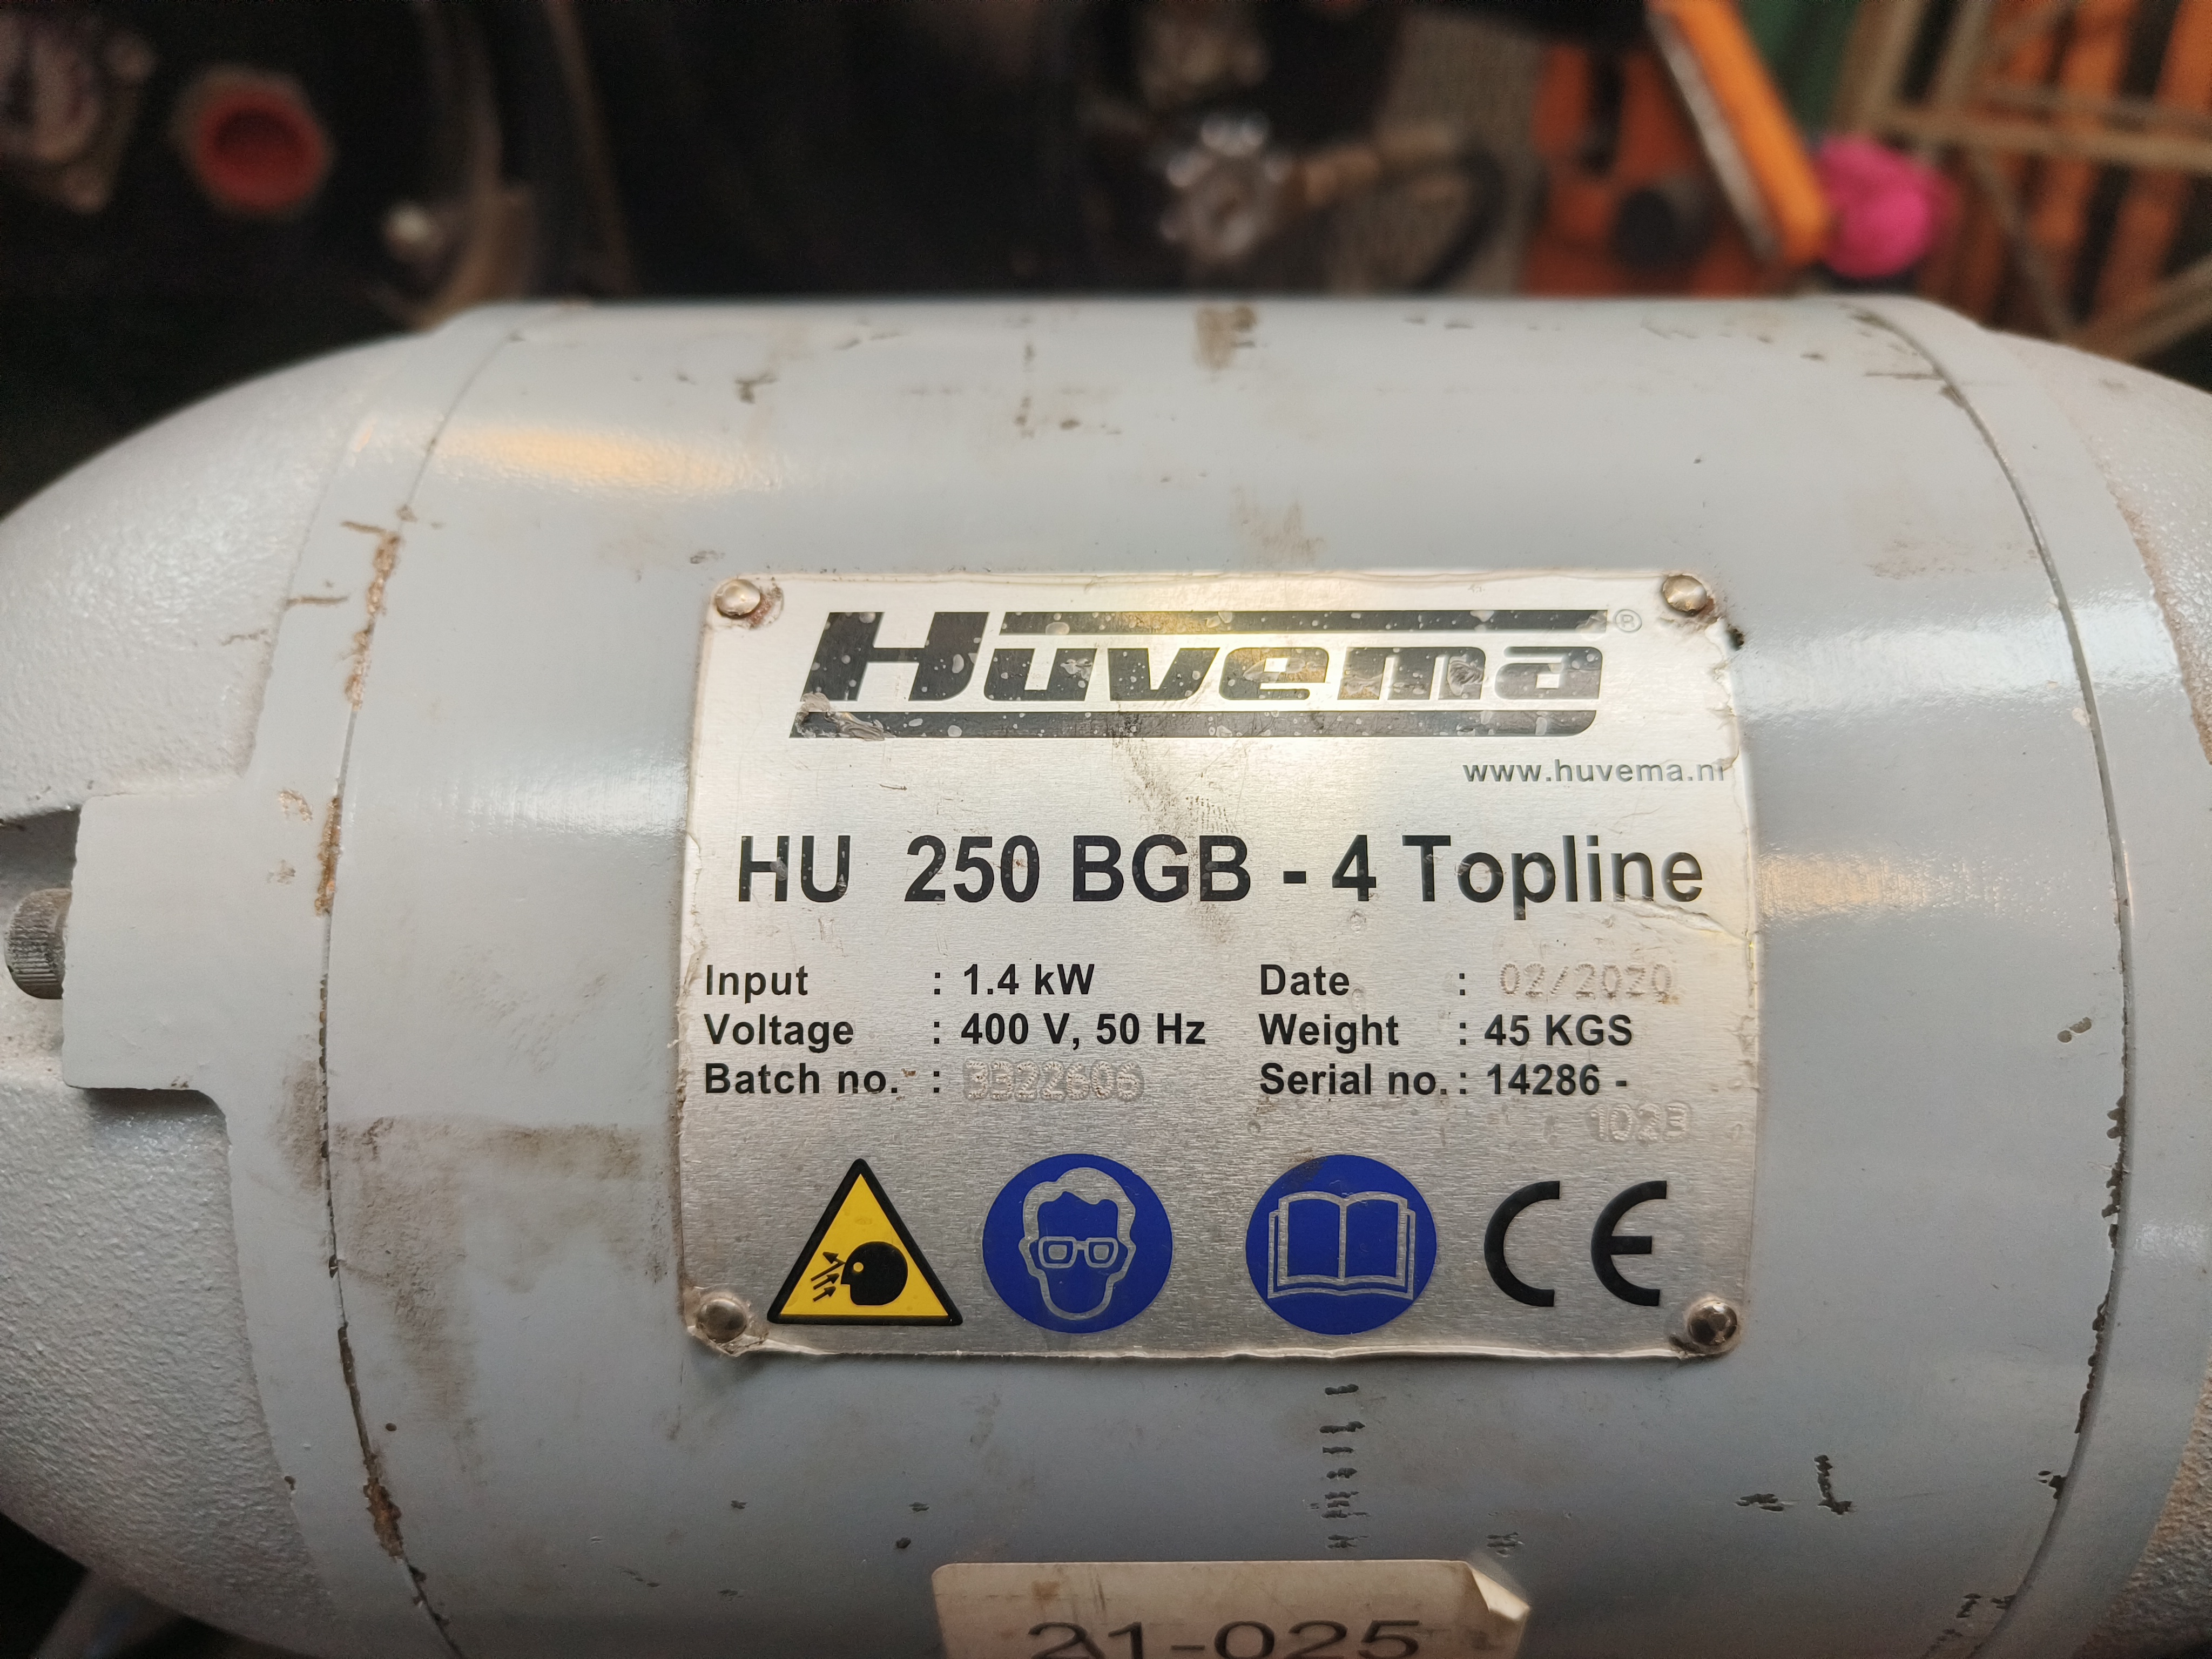 Huvema®
www.huvema.nl
HU 250 BGB - 4 Topline
Input : 1.4 kW Date : 02/2020
Voltage : 400 V, 50 Hz Weight : 45 KGS
Batch no. : 3322606 Serial no. : 14286 -
1023
CE
21-025